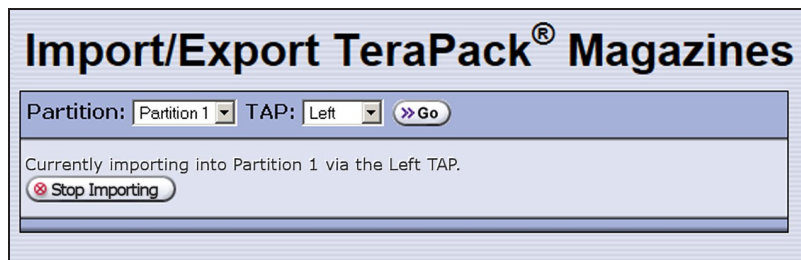 Import/Export TeraPack® Magazines
Partition: Partition 1 TAP: Left Go
Currently importing into Partition 1 via the Left TAP.
Stop Importing